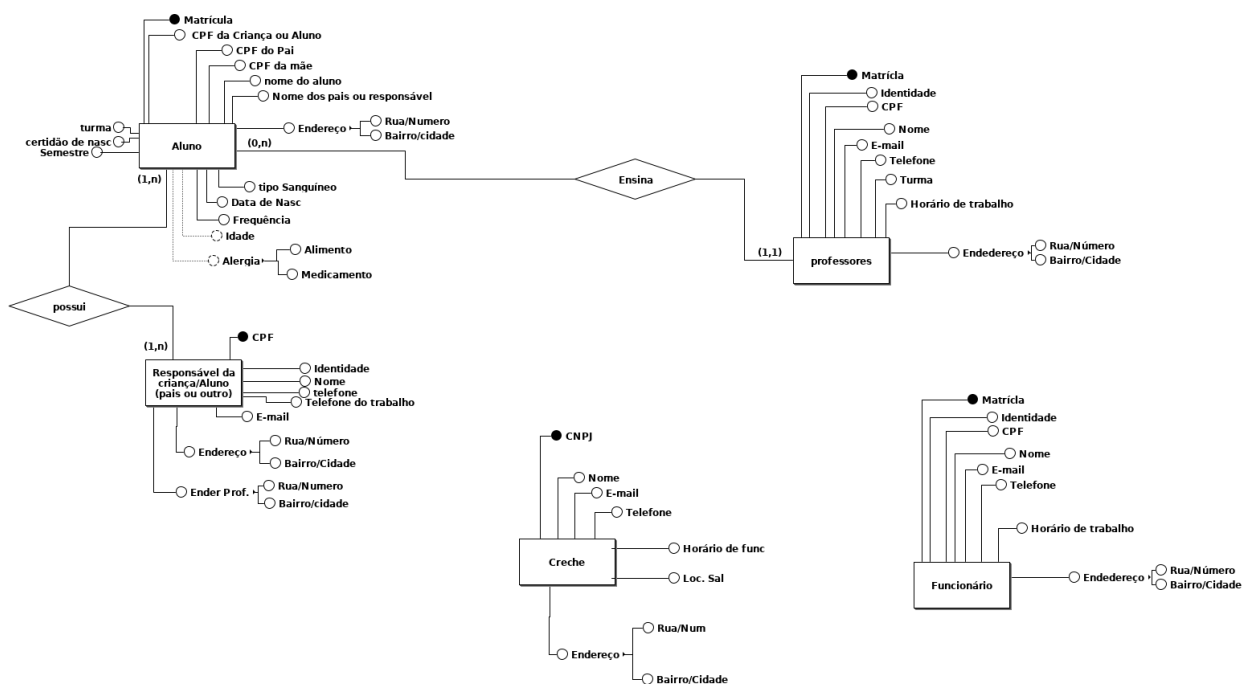 Matrícula
CPF da Criança ou Aluno
CPF do Pai
CPF da mãe
nome do aluno
Nome dos pais ou responsável
turma
certidão de nasc
Semestre
Aluno
Endereço
Rua/Numero
Bairro/cidade
(0,n)
(1,n)
tipo Sanguíneo
Data de Nasc
Frequência
Idade
Alergia
Alimento
Medicamento
Ensina
Matrícla
Identidade
CPF
Nome
E-mail
Telefone
Turma
Horário de trabalho
(1,1)
professores
Endedereço
Rua/Número
Bairro/Cidade
possui
(1,n)
CPF
Responsável da
criança/Aluno
(pais ou outro)
Identidade
Nome
telefone
Telefone do trabalho
E-mail
Endereço
Rua/Número
Bairro/Cidade
Ender Prof.
Rua/Numero
Bairro/cidade
CNPJ
Nome
E-mail
Telefone
Creche
Horário de func
Loc. Sal
Endereço
Rua/Num
Bairro/Cidade
Matrícla
Identidade
CPF
Nome
E-mail
Telefone
Horário de trabalho
Funcionário
Endedereço
Rua/Número
Bairro/Cidade